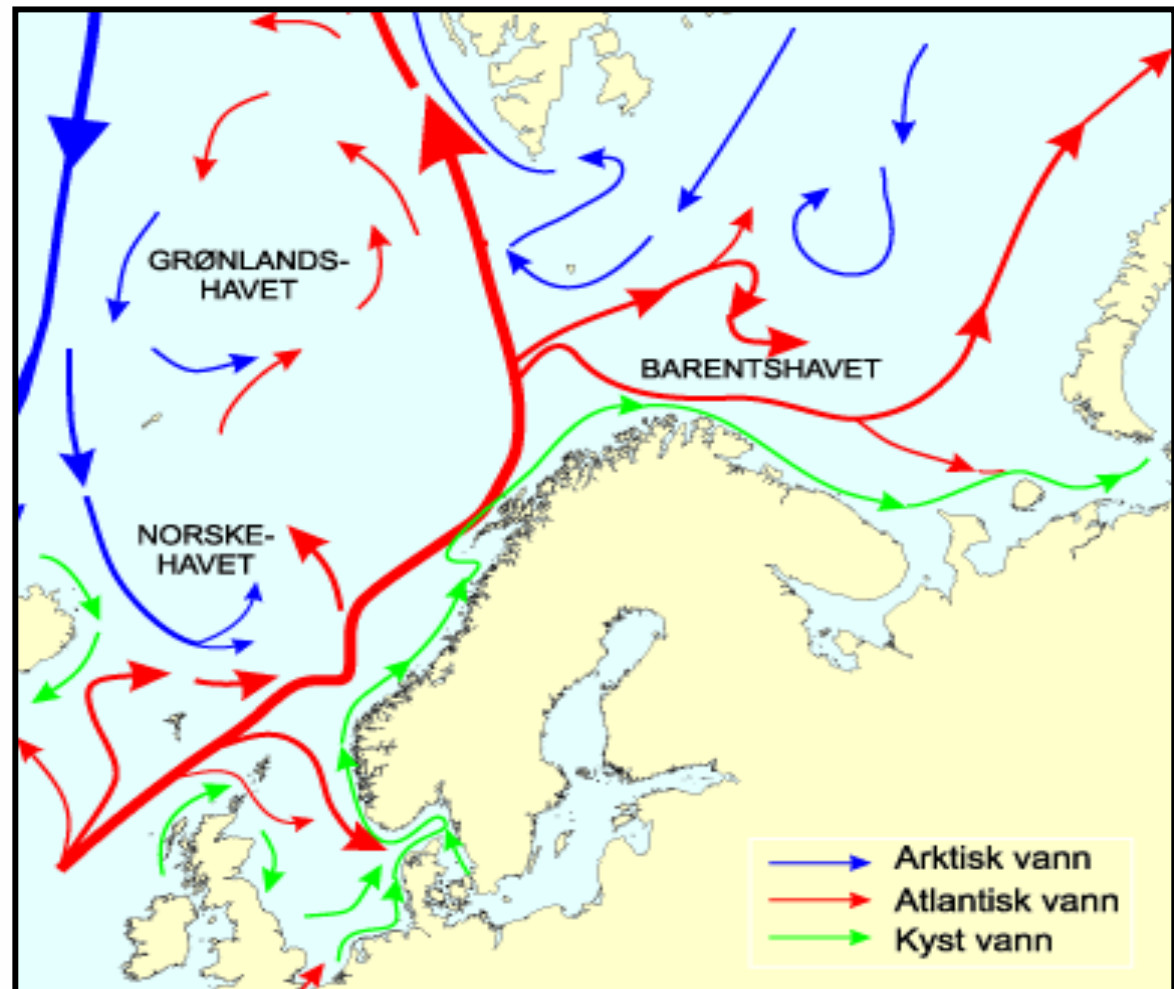 GRØNLANDS-
HAVET
BARENTSHAVET
NORSKE-
HAVET
Arktisk vann
Atlantisk vann
Kyst vann